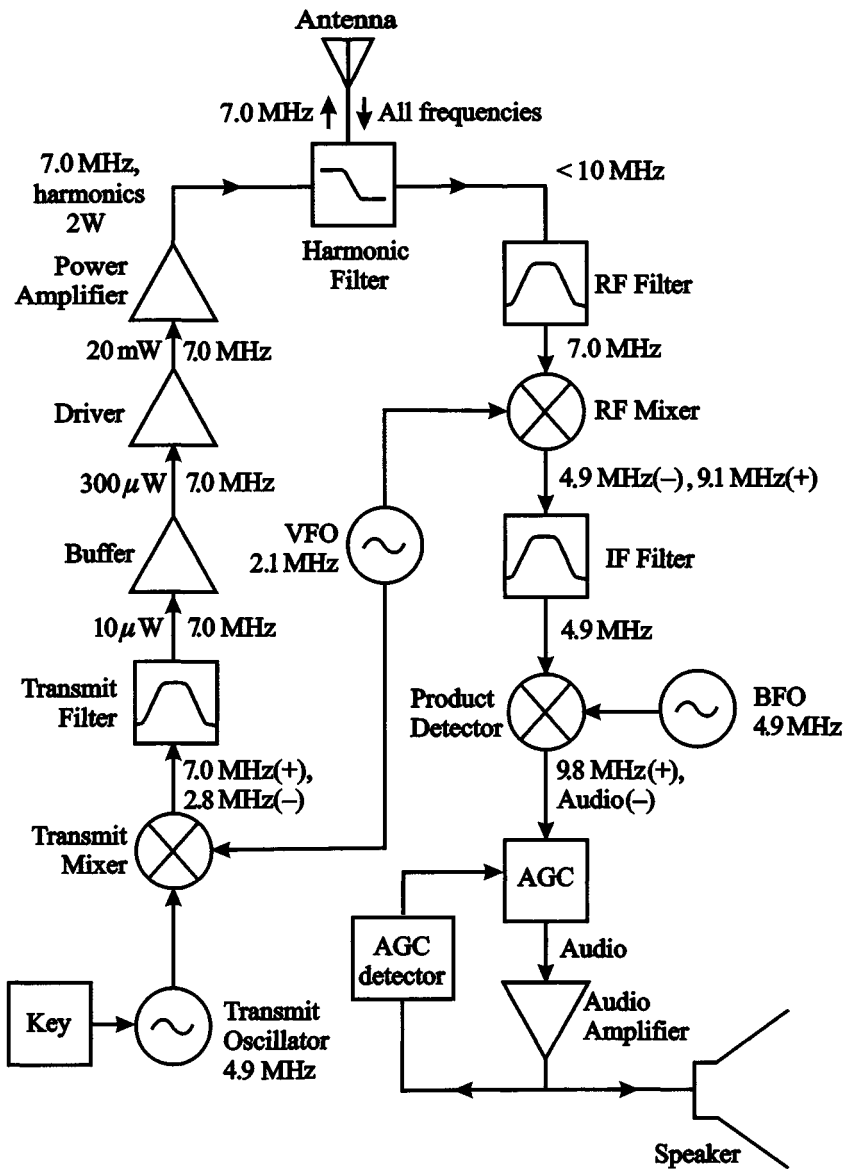 Antenna
7.0 MHz
All frequencies
7.0 MHz,
harmonics
2W
< 10 MHz
Harmonic
Filter
Power
Amplifier
RF Filter
20 mW
7.0 MHz
7.0 MHz
Driver
RF Mixer
300 μW
7.0 MHz
4.9 MHz(–), 9.1 MHz(+)
VFO
2.1 MHz
Buffer
IF Filter
10 μW
7.0 MHz
4.9 MHz
Transmit
Filter
Product
Detector
BFO
4.9 MHz
7.0 MHz(+),
2.8 MHz(–)
9.8 MHz(+),
Audio(–)
Transmit
Mixer
AGC
AGC
detector
Audio
Key
Transmit
Oscillator
4.9 MHz
Audio
Amplifier
Speaker